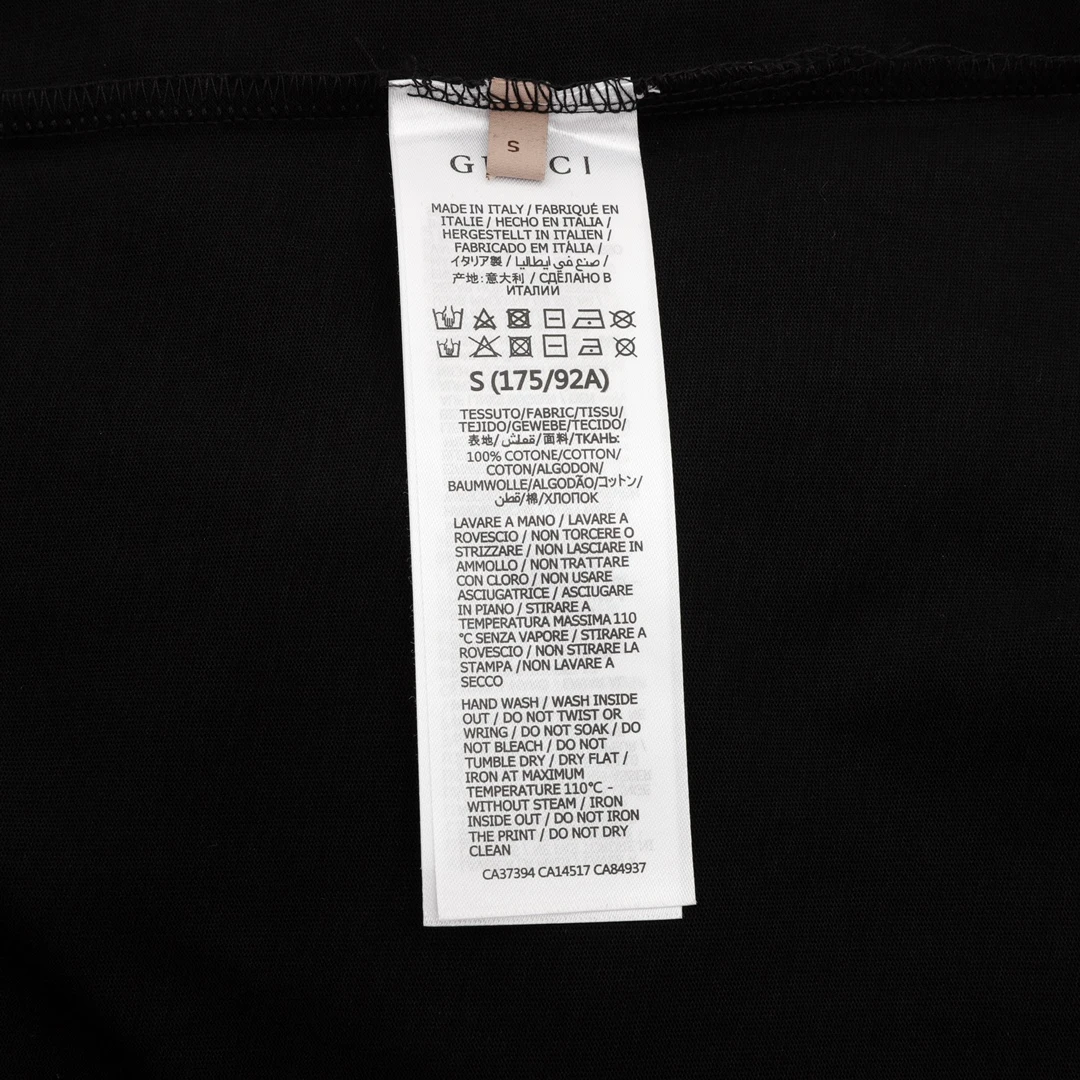 S
GUCCI
MADE IN ITALY / FABRIQUÉ EN
ITALIE / HECHO EN ITALIA /
HERGESTELLT IN ITALIEN /
FABRICADO EM ITÀLIA /
イタリア製 / صنع في ايطاليا /
产地:意大利 / СДЕЛАНО В
ИТАЛИИ
S (175/92A)
TESSUTO/FABRIC/TISSU/
TEJIDO/GEWEBE/TECIDO/
表地/قملش/面料/ТКАНЬ:
100% COTONE/COTTON/
COTON/ALGODON/
BAUMWOLLE/ALGODÃO/コットン/
قطن/棉/ХЛОПОК
LAVARE A MANO / LAVARE A
ROVESCIO / NON TORCERE O
STRIZZARE / NON LASCIARE IN
AMMOLLO / NON TRATTARE
CON CLORO / NON USARE
ASCIUGATRICE / ASCIUGARE
IN PIANO / STIRARE A
TEMPERATURA MASSIMA 110
°C SENZA VAPORE / STIRARE A
ROVESCIO / NON STIRARE LA
STAMPA /NON LAVARE A
SECCO
HAND WASH / WASH INSIDE
OUT / DO NOT TWIST OR
WRING / DO NOT SOAK / DO
NOT BLEACH / DO NOT
TUMBLE DRY / DRY FLAT /
IRON AT MAXIMUM
TEMPERATURE 110°C -
WITHOUT STEAM / IRON
INSIDE OUT / DO NOT IRON
THE PRINT / DO NOT DRY
CLEAN
CA37394 CA14517 CA84937